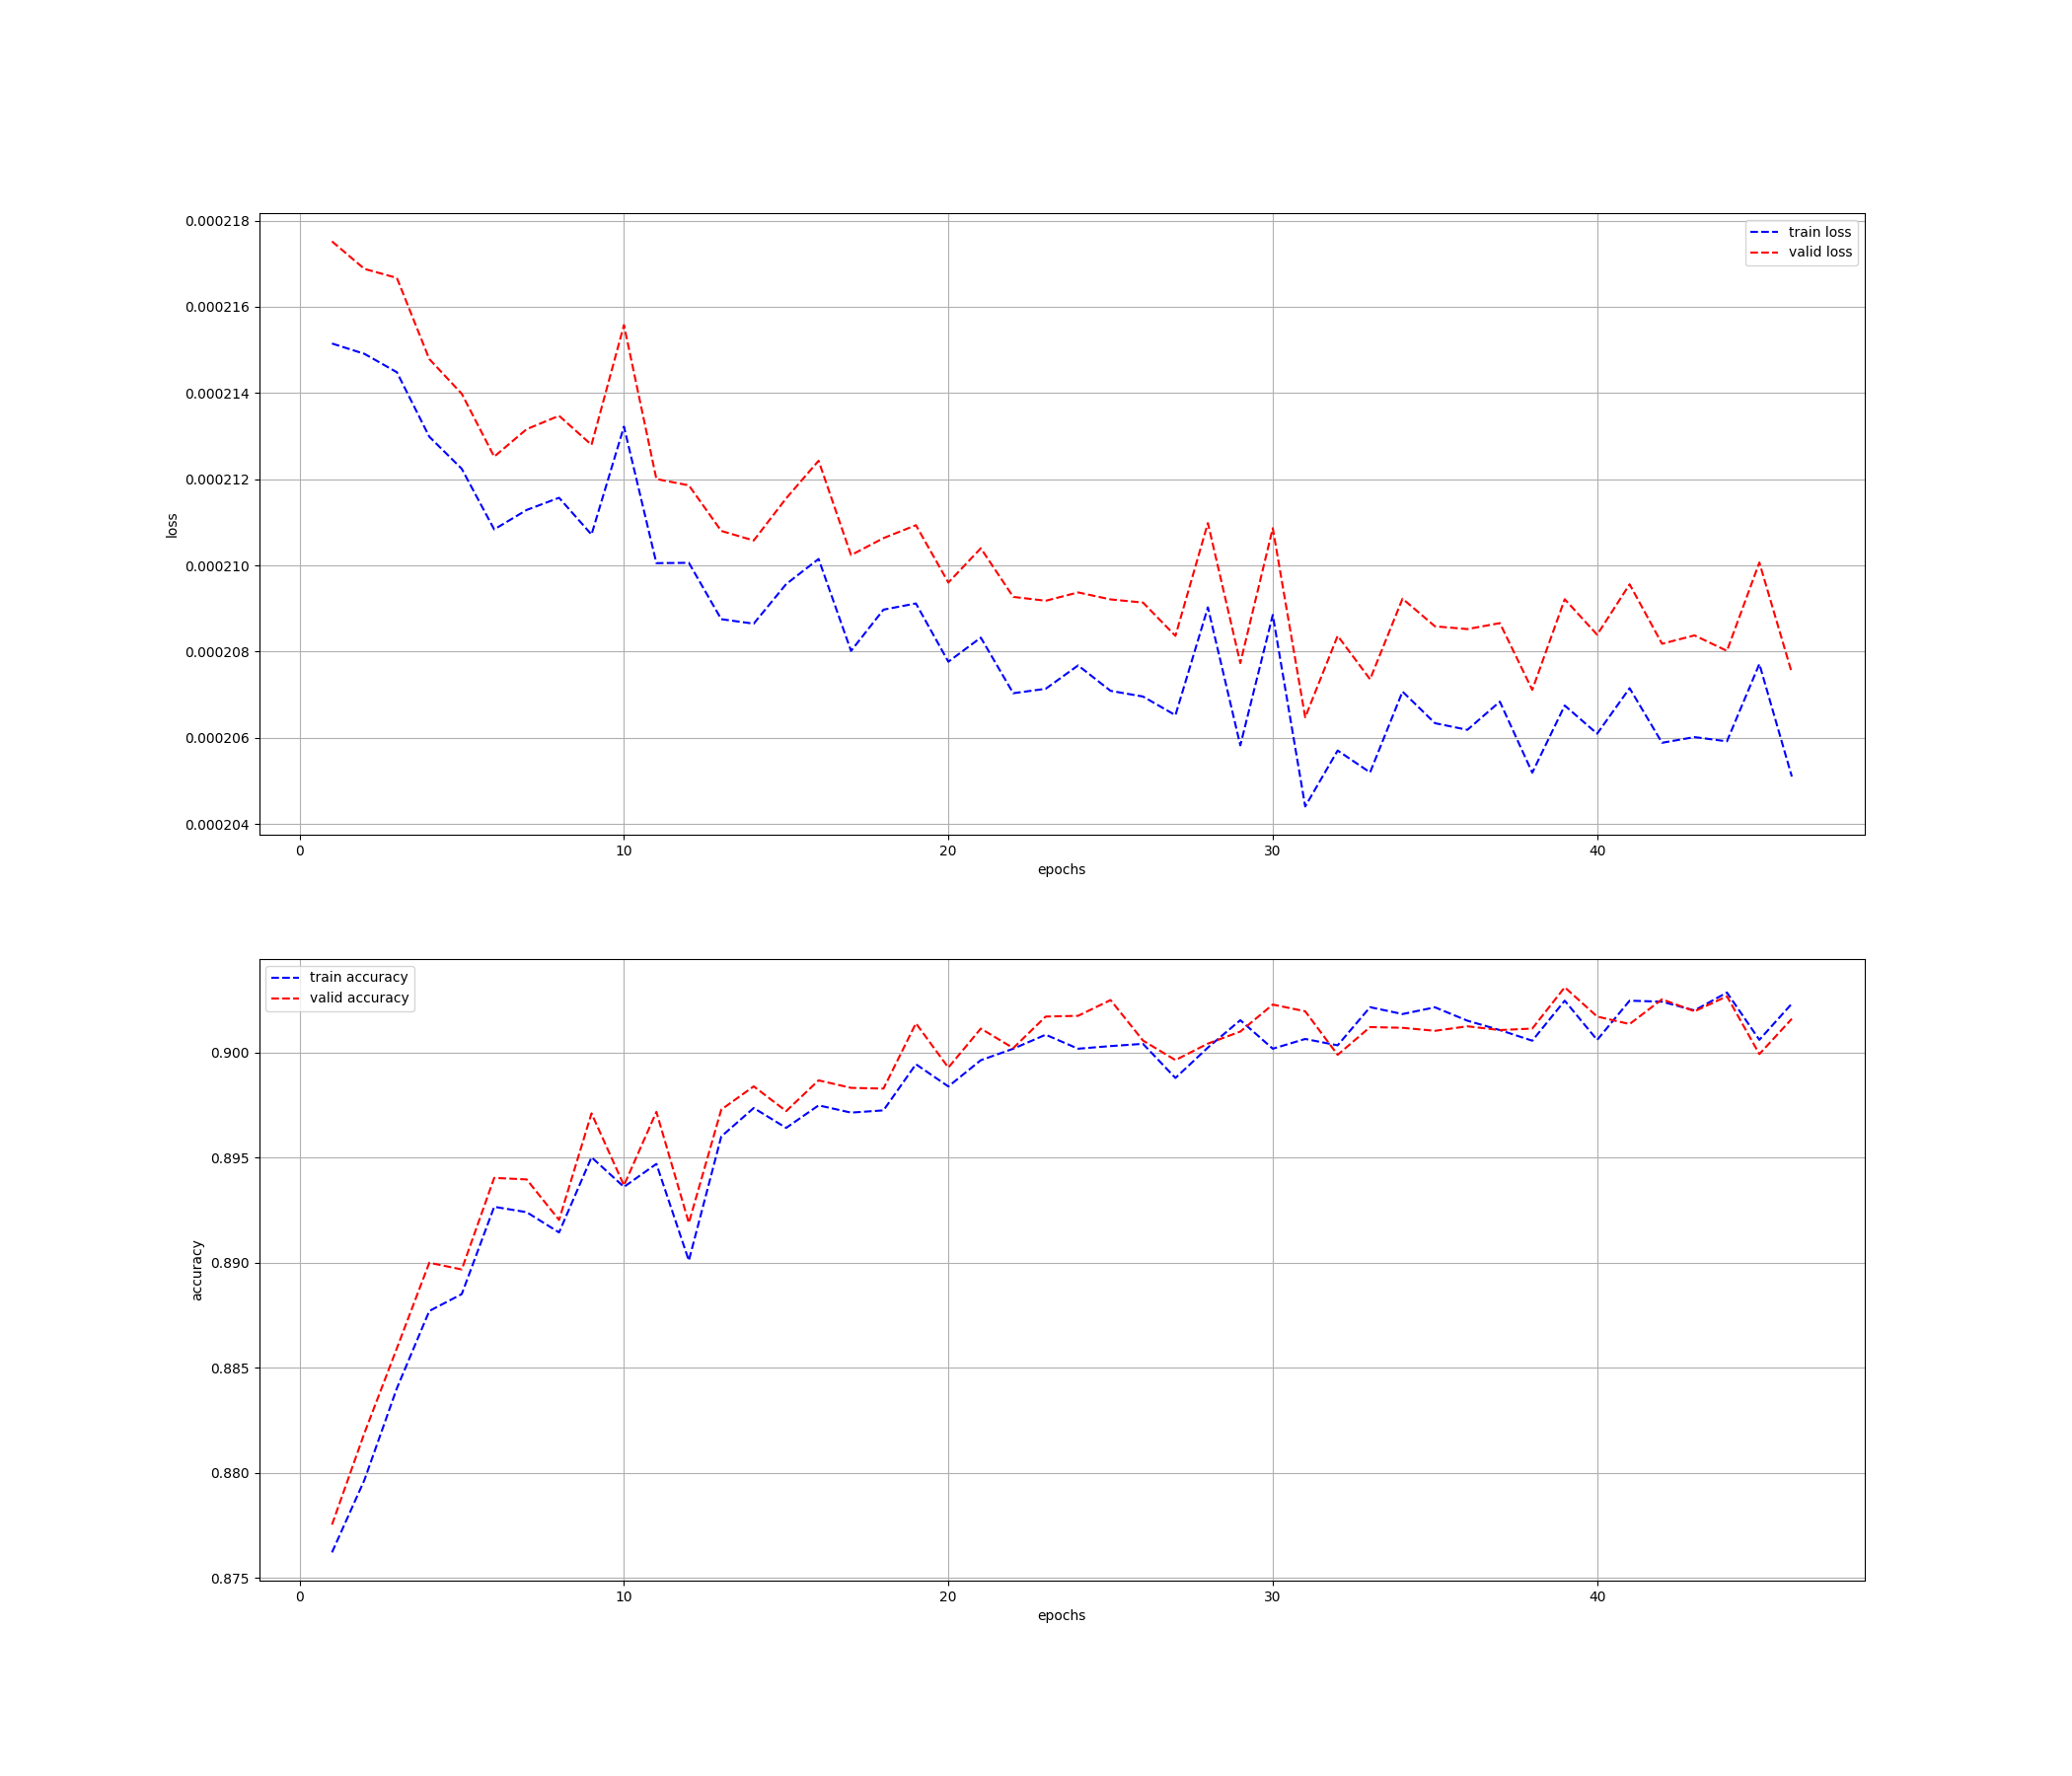 0.000218
train loss
valid loss
0.000216
0.000214
0.000212
loss
0.000210
0.000208
0.000206
0.000204
0 10 20 30 40
epochs
train accuracy
valid accuracy
0.900
0.895
0.890
accuracy
0.885
0.880
0.875
0 10 20 30 40
epochs